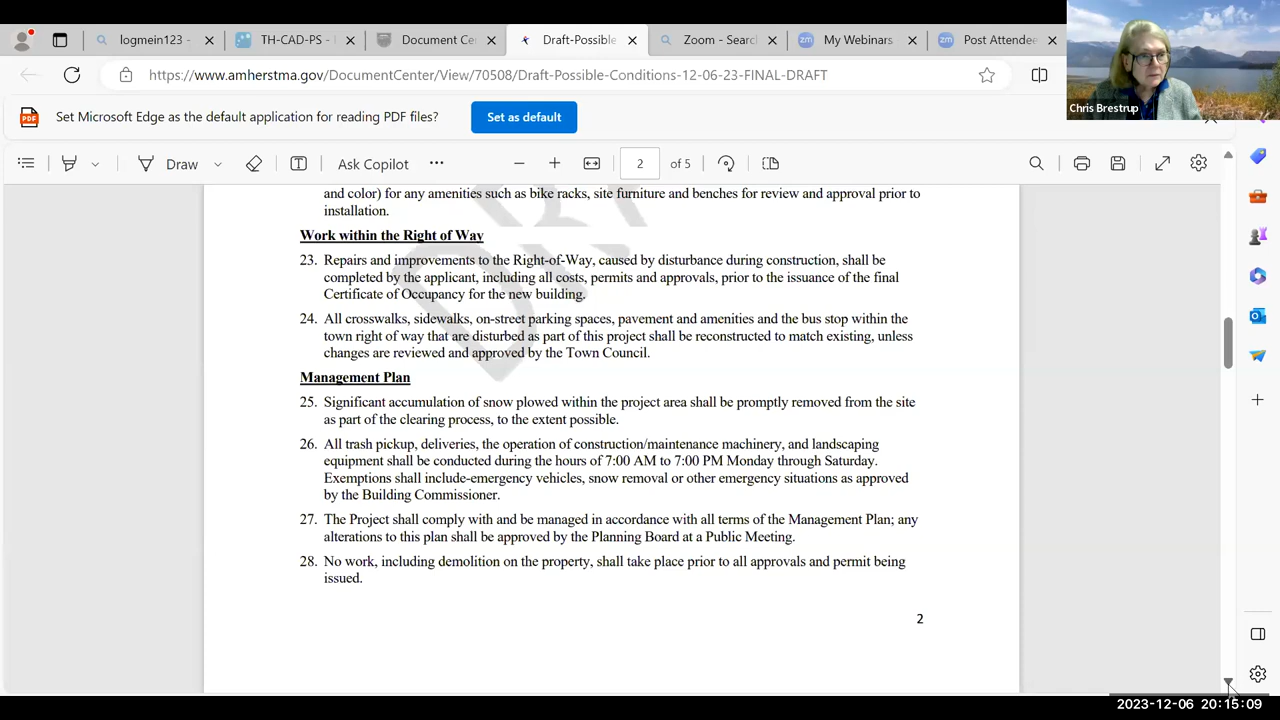 logmein123 -
TH-CAD-PS -
Document Ce
Draft-Possible
Zoom - Searc
My Webinars
Post Attende
https://www.amherstma.gov/DocumentCenter/View/70508/Draft-Possible-Conditions-12-06-23-FINAL-DRAFT
Chris Brestrup
PDF
Set Microsoft Edge as the default application for reading PDF files?
Set as default
Draw
Ask Copilot
2 of 5
and color) for any amenities such as bike racks, site furniture and benches for review and approval prior to
installation.
Work within the Right of Way
23. Repairs and improvements to the Right-of-Way, caused by disturbance during construction, shall be
completed by the applicant, including all costs, permits and approvals, prior to the issuance of the final
Certificate of Occupancy for the new building.
24. All crosswalks, sidewalks, on-street parking spaces, pavement and amenities and the bus stop within the
town right of way that are disturbed as part of this project shall be reconstructed to match existing, unless
changes are reviewed and approved by the Town Council.
Management Plan
25. Significant accumulation of snow plowed within the project area shall be promptly removed from the site
as part of the clearing process, to the extent possible.
26. All trash pickup, deliveries, the operation of construction/maintenance machinery, and landscaping
equipment shall be conducted during the hours of 7:00 AM to 7:00 PM Monday through Saturday.
Exemptions shall include-emergency vehicles, snow removal or other emergency situations as approved
by the Building Commissioner.
27. The Project shall comply with and be managed in accordance with all terms of the Management Plan; any
alterations to this plan shall be approved by the Planning Board at a Public Meeting.
28. No work, including demolition on the property, shall take place prior to all approvals and permit being
issued.
2
2023-12-06 20:15:09